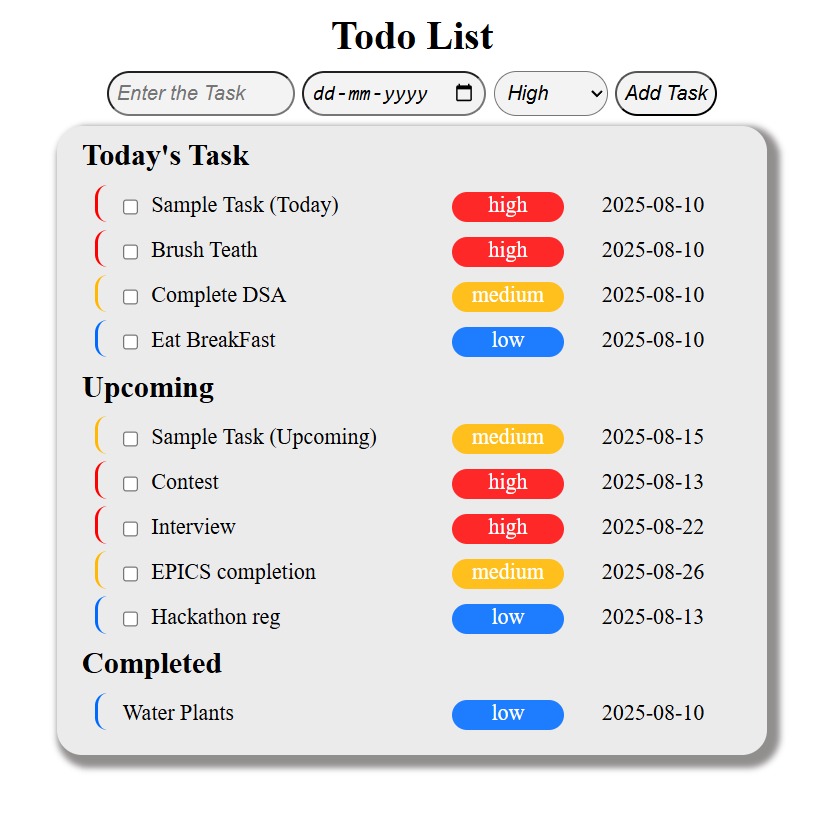 Todo List
Enter the Task dd-mm-yyyy High Add Task
Today's Task
Sample Task (Today) high 2025-08-10
Brush Teath high 2025-08-10
Complete DSA medium 2025-08-10
Eat BreakFast low 2025-08-10
Upcoming
Sample Task (Upcoming) medium 2025-08-15
Contest high 2025-08-13
Interview high 2025-08-22
EPICS completion medium 2025-08-26
Hackathon reg low 2025-08-13
Completed
Water Plants low 2025-08-10